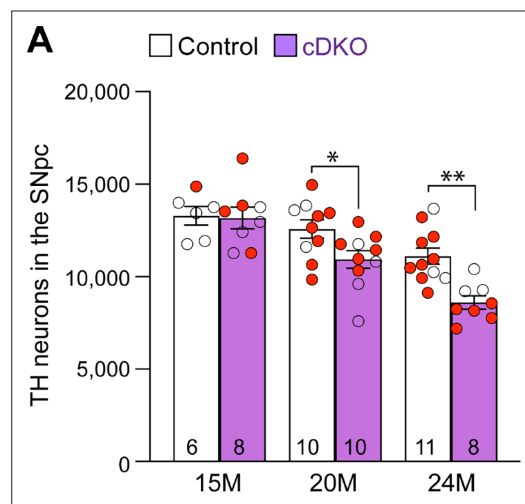 A
Control cDKO
20,000
* 
15,000
**
10,000
5,000
0
TH neurons in the SNpc
6 8 10 10 11 8
15M 20M 24M